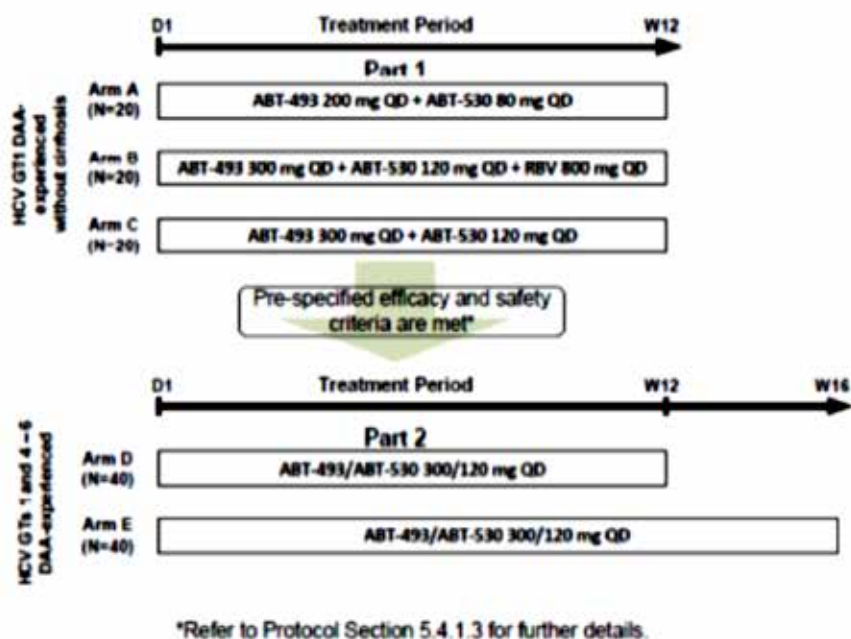 D1 Treatment Period W12
Part 1
HCV GT1 DAA-
experienced
without cirrhosis
Arm A
(N=20)
ABT-493 200 mg QD + ABT-530 80 mg QD
Arm B
(N=20)
ABT-493 300 mg QD + ABT-530 120 mg QD + RBV 800 mg QD
Arm C
(N=20)
ABT-493 300 mg QD + ABT-530 120 mg QD
Pre-specified efficacy and safety
criteria are met*
D1 Treatment Period W12 W16
Part 2
HCV GTs 1 and 4–6
DAA-experienced
Arm D
(N=40)
ABT-493/ABT-530 300/120 mg QD
Arm E
(N=40)
ABT-493/ABT-530 300/120 mg QD
*Refer to Protocol Section 5.4.1.3 for further details.